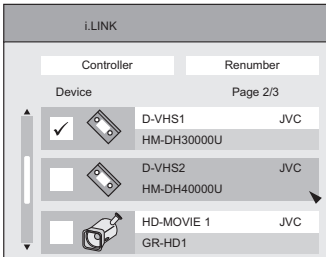 i.LINK
Controller Renumber
Device Page 2/3
D-VHS1 JVC
HM-DH30000U
D-VHS2 JVC
HM-DH40000U
HD-MOVIE 1 JVC
GR-HD1